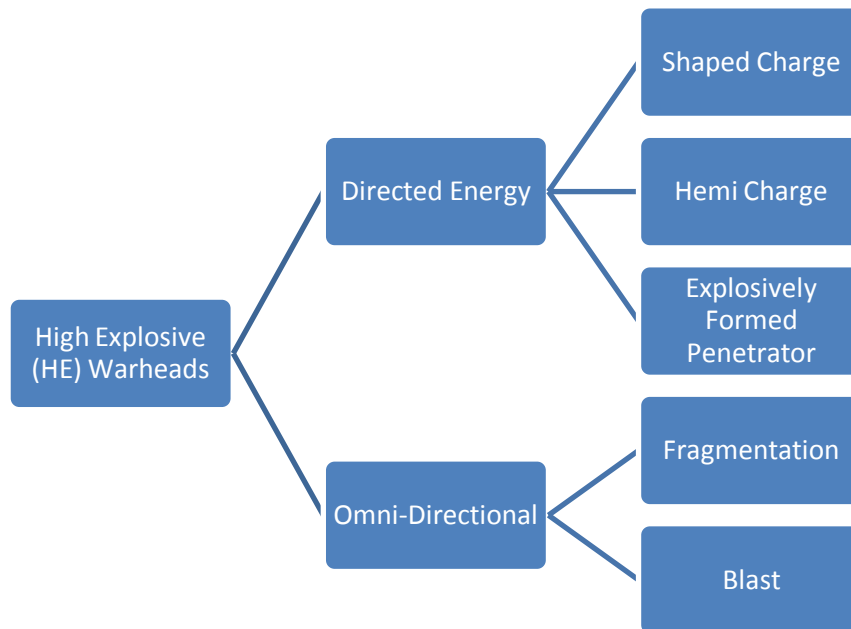 High Explosive
(HE) Warheads
Directed Energy
Omni-Directional
Shaped Charge
Hemi Charge
Explosively
Formed
Penetrator
Fragmentation
Blast